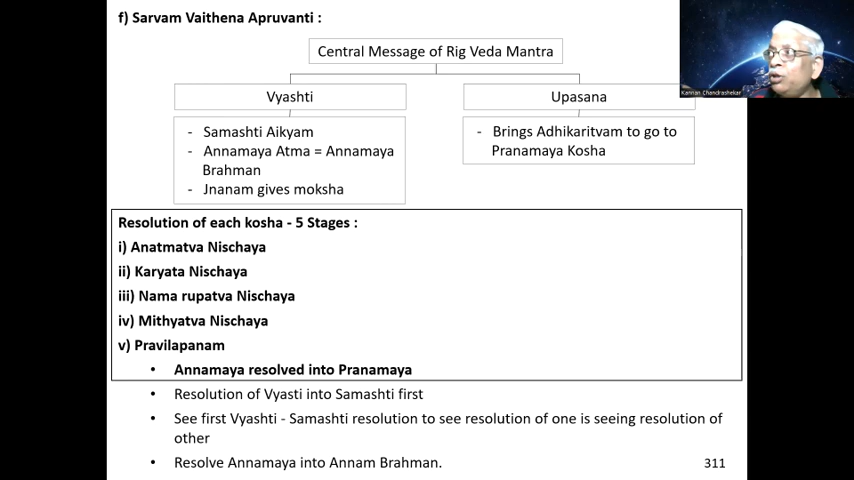 f) Sarvam Vaithena Apruvanti :
Central Message of Rig Veda Mantra
Vyashti
Upasana
- Samashti Aikyam
- Annamaya Atma = Annamaya
Brahman
- Jnanam gives moksha
- Brings Adhikaritvam to go to
Pranamaya Kosha
Kannan Chandrashekar
Resolution of each kosha - 5 Stages :
i) Anatmatva Nischaya
ii) Karyata Nischaya
iii) Nama rupatva Nischaya
iv) Mithyatva Nischaya
v) Pravilapanam
• Annamaya resolved into Pranamaya
• Resolution of Vyasti into Samashti first
• See first Vyashti - Samashti resolution to see resolution of one is seeing resolution of
other
• Resolve Annamaya into Annam Brahman.
311